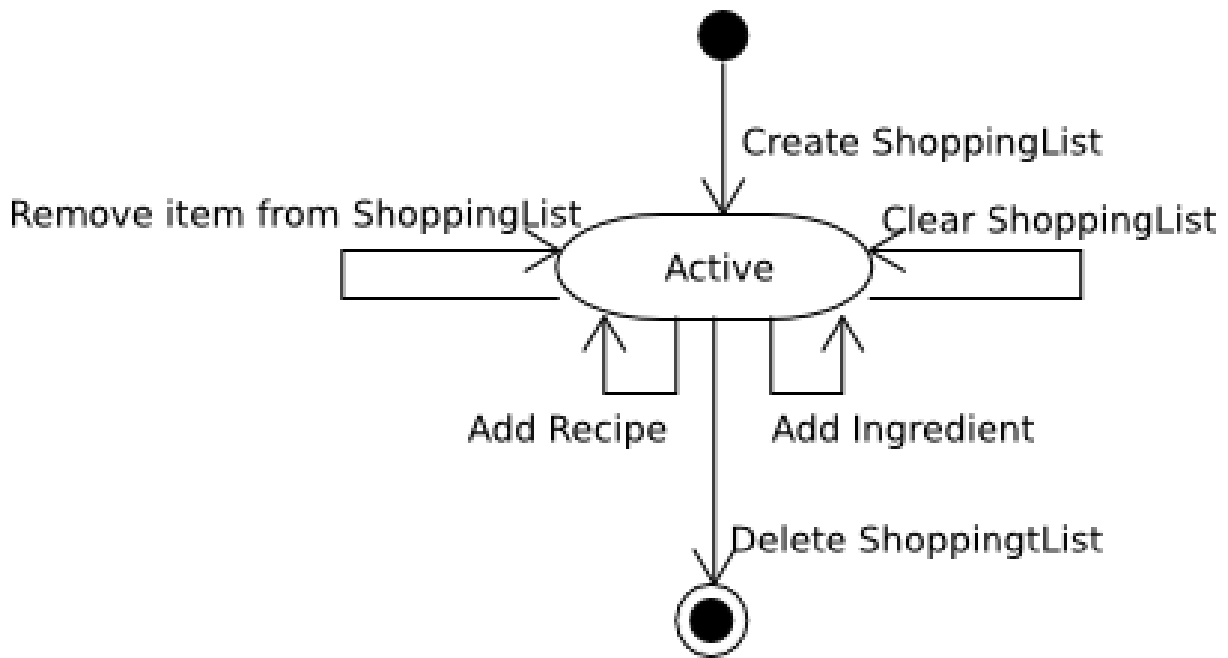 Create ShoppingList
Remove item from ShoppingList
Clear ShoppingList
Active
Add Recipe
Add Ingredient
Delete ShoppingtList